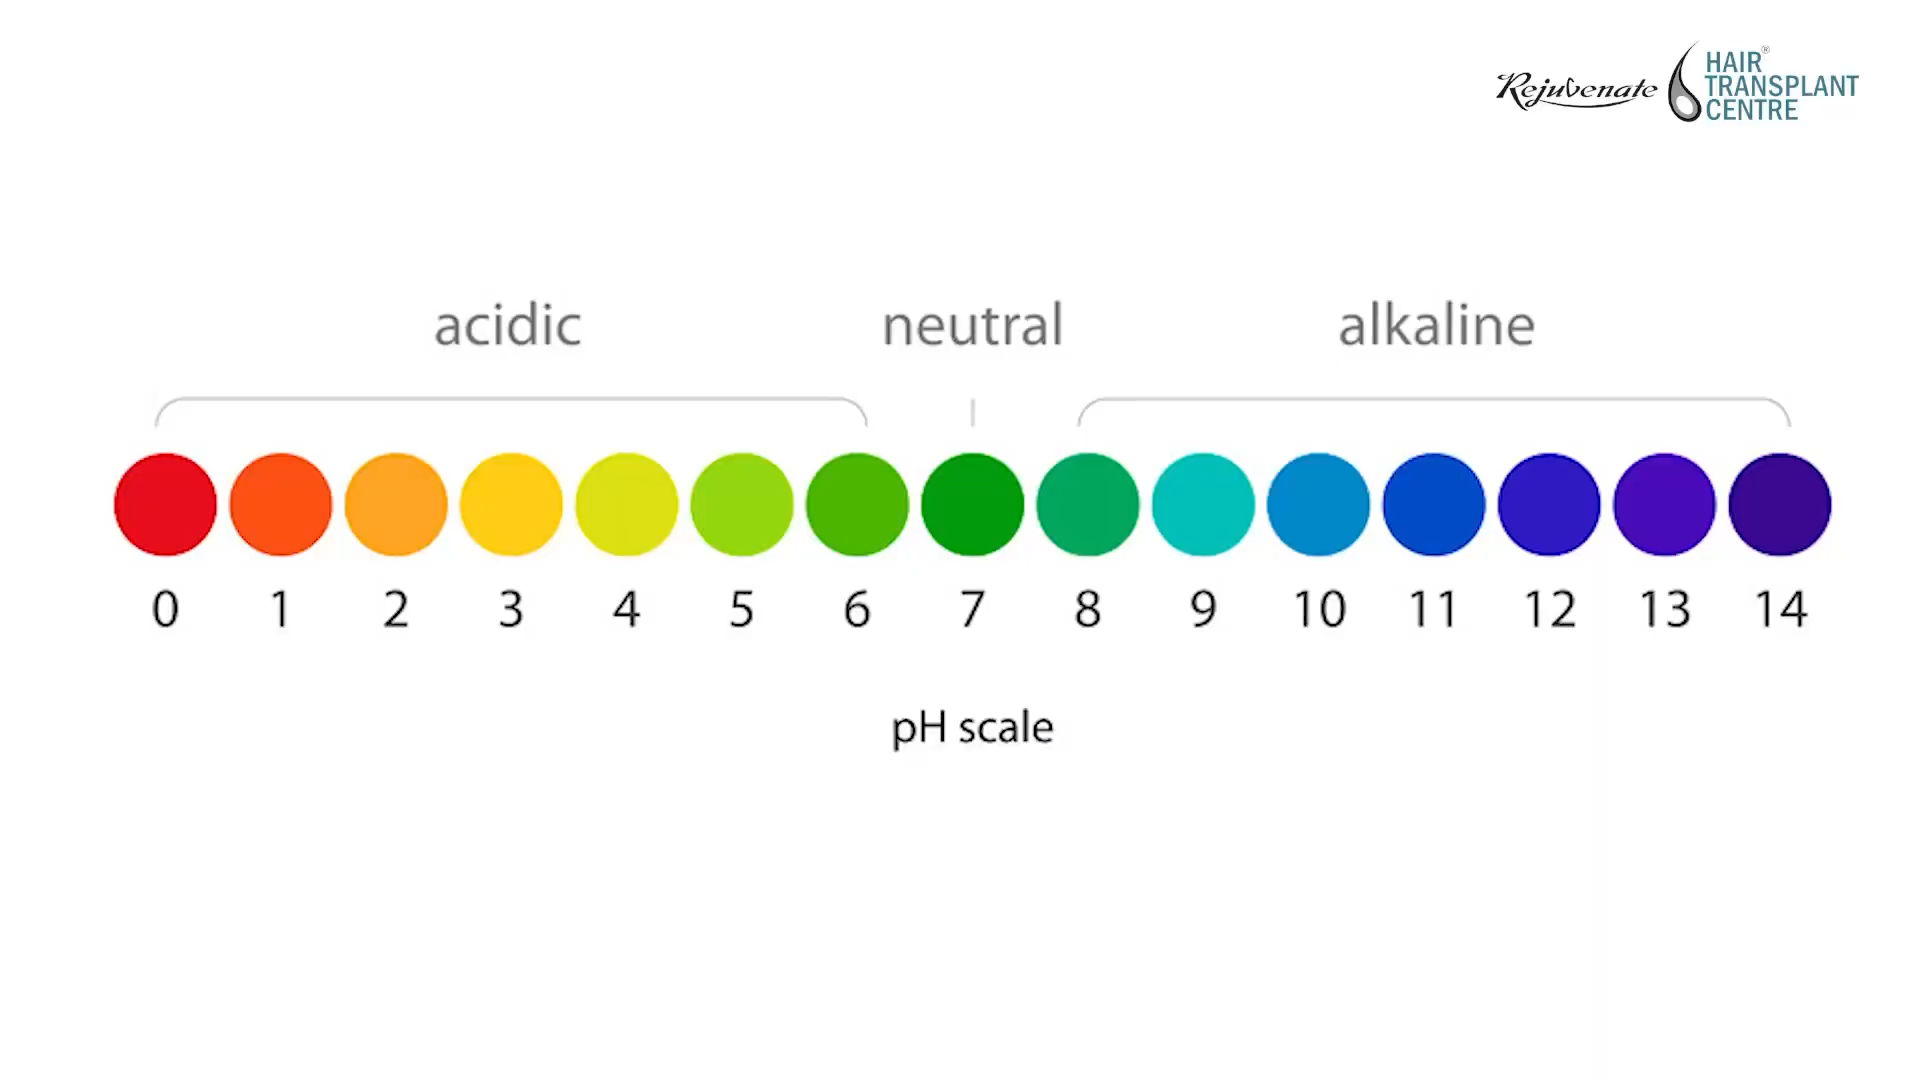 Rejuvenate
HAIR®
TRANSPLANT
CENTRE
acidic neutral alkaline
0 1 2 3 4 5 6 7 8 9 10 11 12 13 14
pH scale